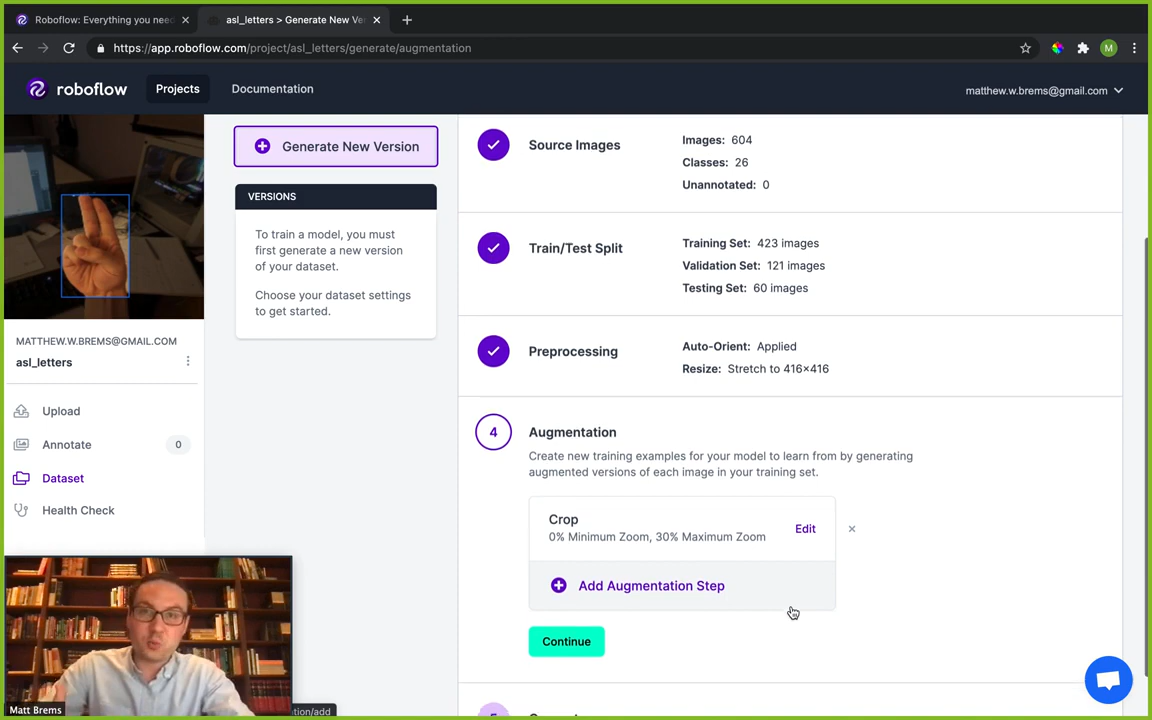 Roboflow: Everything you need
asl_letters > Generate New Ve
https://app.roboflow.com/project/asl_letters/generate/augmentation
M
roboflow
Projects
Documentation
matthew.w.brems@gmail.com
Generate New Version
VERSIONS
To train a model, you must
first generate a new version
of your dataset.
Choose your dataset settings
to get started.
MATTHEW.W.BREMS@GMAIL.COM
asl_letters
Upload
Annotate
0
Dataset
Health Check
Source Images
Images: 604
Classes: 26
Unannotated: 0
Train/Test Split
Training Set: 423 images
Validation Set: 121 images
Testing Set: 60 images
Preprocessing
Auto-Orient: Applied
Resize: Stretch to 416×416
4
Augmentation
Create new training examples for your model to learn from by generating
augmented versions of each image in your training set.
Crop
0% Minimum Zoom, 30% Maximum Zoom
Edit
×
Add Augmentation Step
Continue
Matt Brems
tion/add